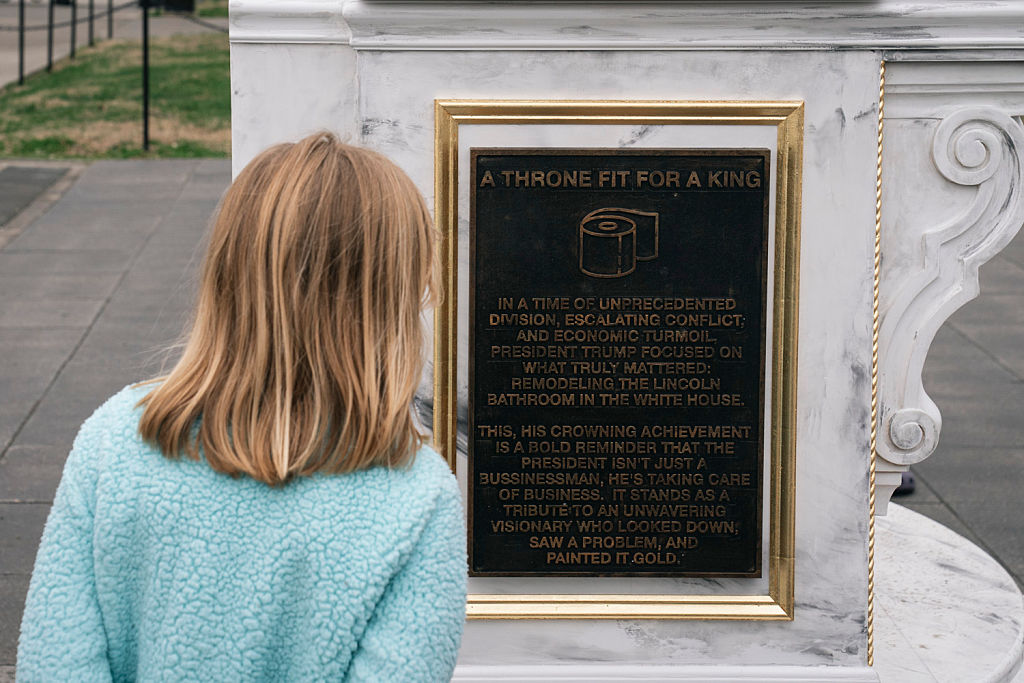 A THRONE FIT FOR A KING
IN A TIME OF UNPRECEDENTED
DIVISION, ESCALATING CONFLICT,
AND ECONOMIC TURMOIL,
PRESIDENT TRUMP FOCUSED ON
WHAT TRULY MATTERED:
REMODELING THE LINCOLN
BATHROOM IN THE WHITE HOUSE.
THIS, HIS CROWNING ACHIEVEMENT
IS A BOLD REMINDER THAT THE
PRESIDENT ISN'T JUST A
BUSSINESSMAN, HE'S TAKING CARE
OF BUSINESS. IT STANDS AS A
TRIBUTE TO AN UNWAVERING
VISIONARY WHO LOOKED DOWN,
SAW A PROBLEM, AND
PAINTED IT GOLD.